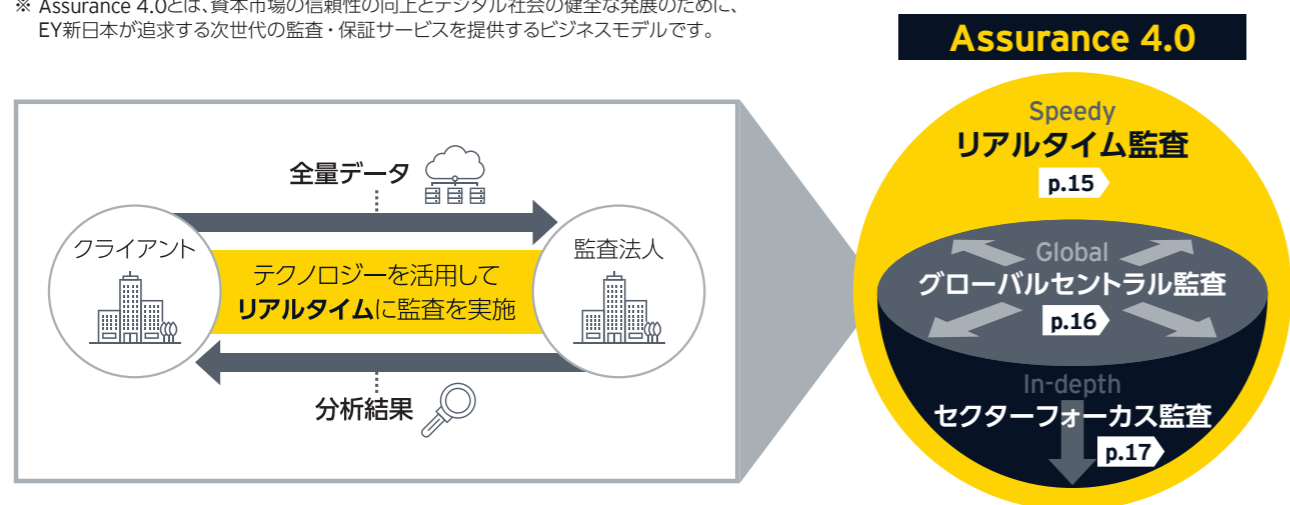 ※ Assurance 4.0とは、資本市場の信頼性の向上とデジタル社会の健全な発展のために、
EY新日本が追求する次世代の監査・保証サービスを提供するビジネスモデルです。
全量データ
クライアント
監査法人
テクノロジーを活用して
リアルタイムに監査を実施
分析結果
Assurance 4.0
Speedy
リアルタイム監査
p.15
Global
グローバルセントラル監査
p.16
In-depth
セクターフォーカス監査
p.17